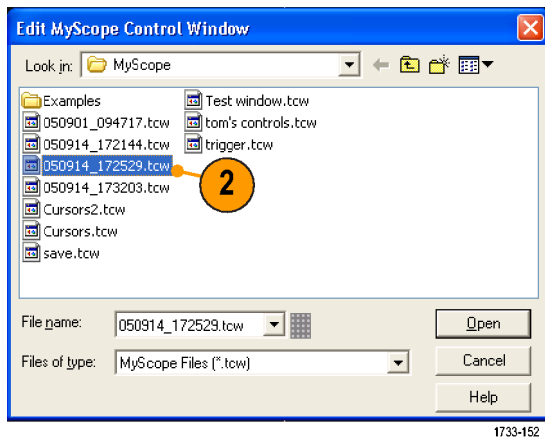 Edit MyScope Control Window
Look in: MyScope
Examples
050901_094717.tcw
050914_172144.tcw
050914_172529.tcw
050914_173203.tcw
Cursors2.tcw
Cursors.tcw
save.tcw
Test window.tcw
tom's controls.tcw
trigger.tcw
2
File name: 050914_172529.tcw Open
Files of type: MyScope Files (*.tcw) Cancel
Help
1733-152